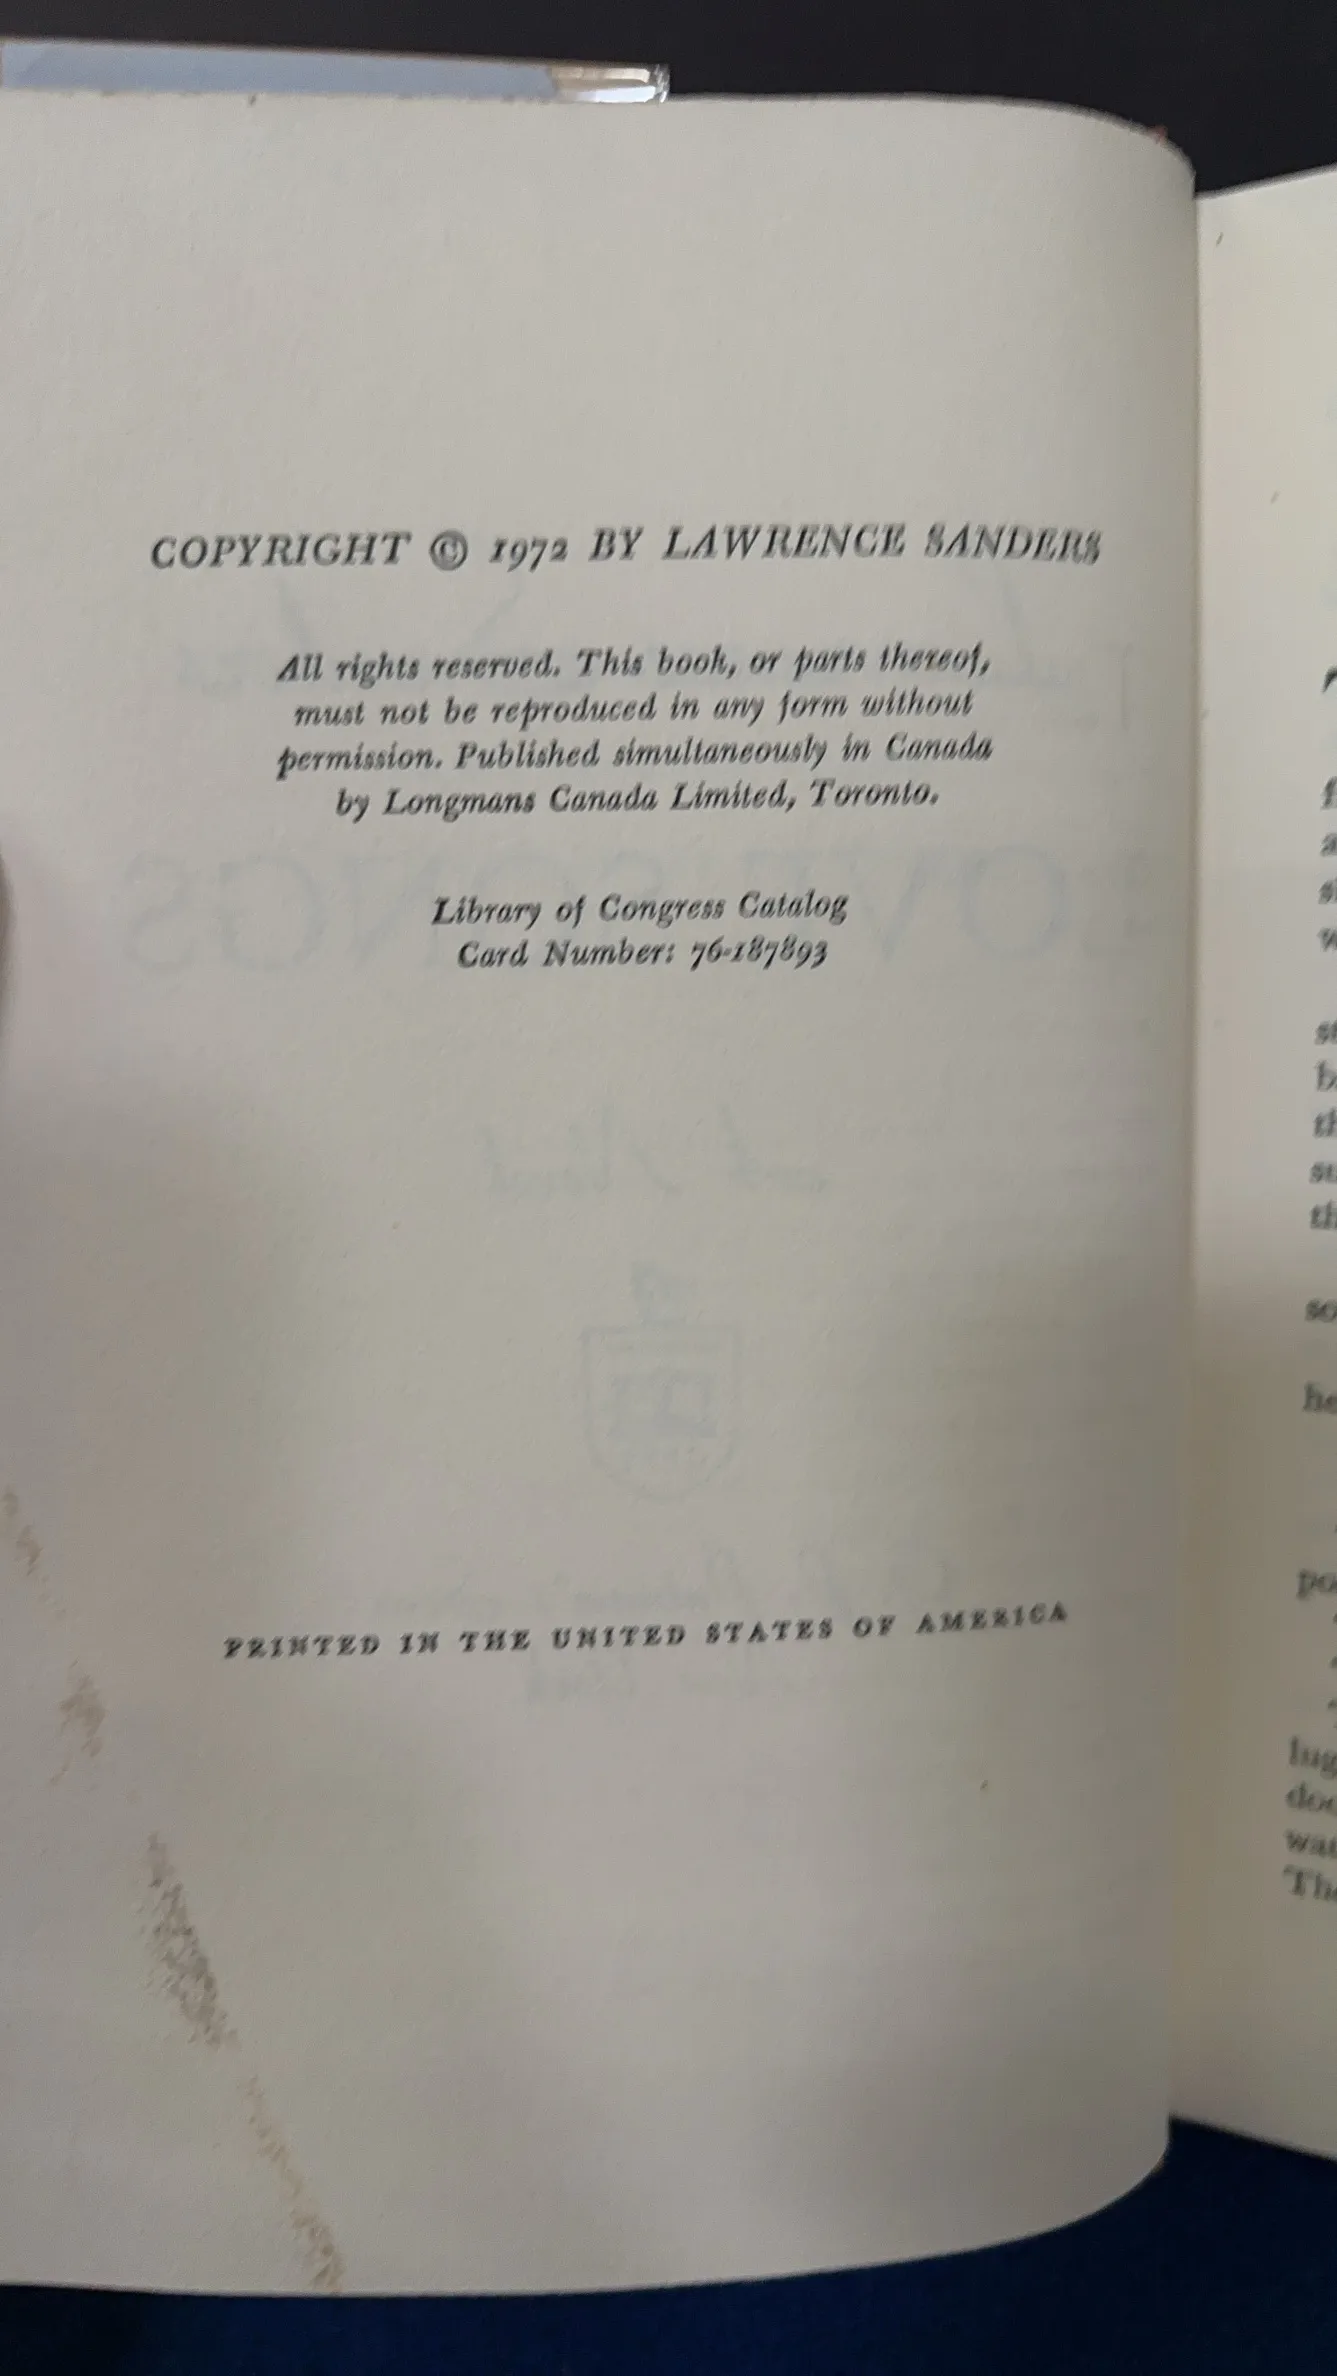 COPYRIGHT © 1972 BY LAWRENCE SANDERS
All rights reserved. This book, or parts thereof,
must not be reproduced in any form without
permission. Published simultaneously in Canada
by Longmans Canada Limited, Toronto.
Library of Congress Catalog
Card Number: 76-187893
PRINTED IN THE UNITED STATES OF AMERICA